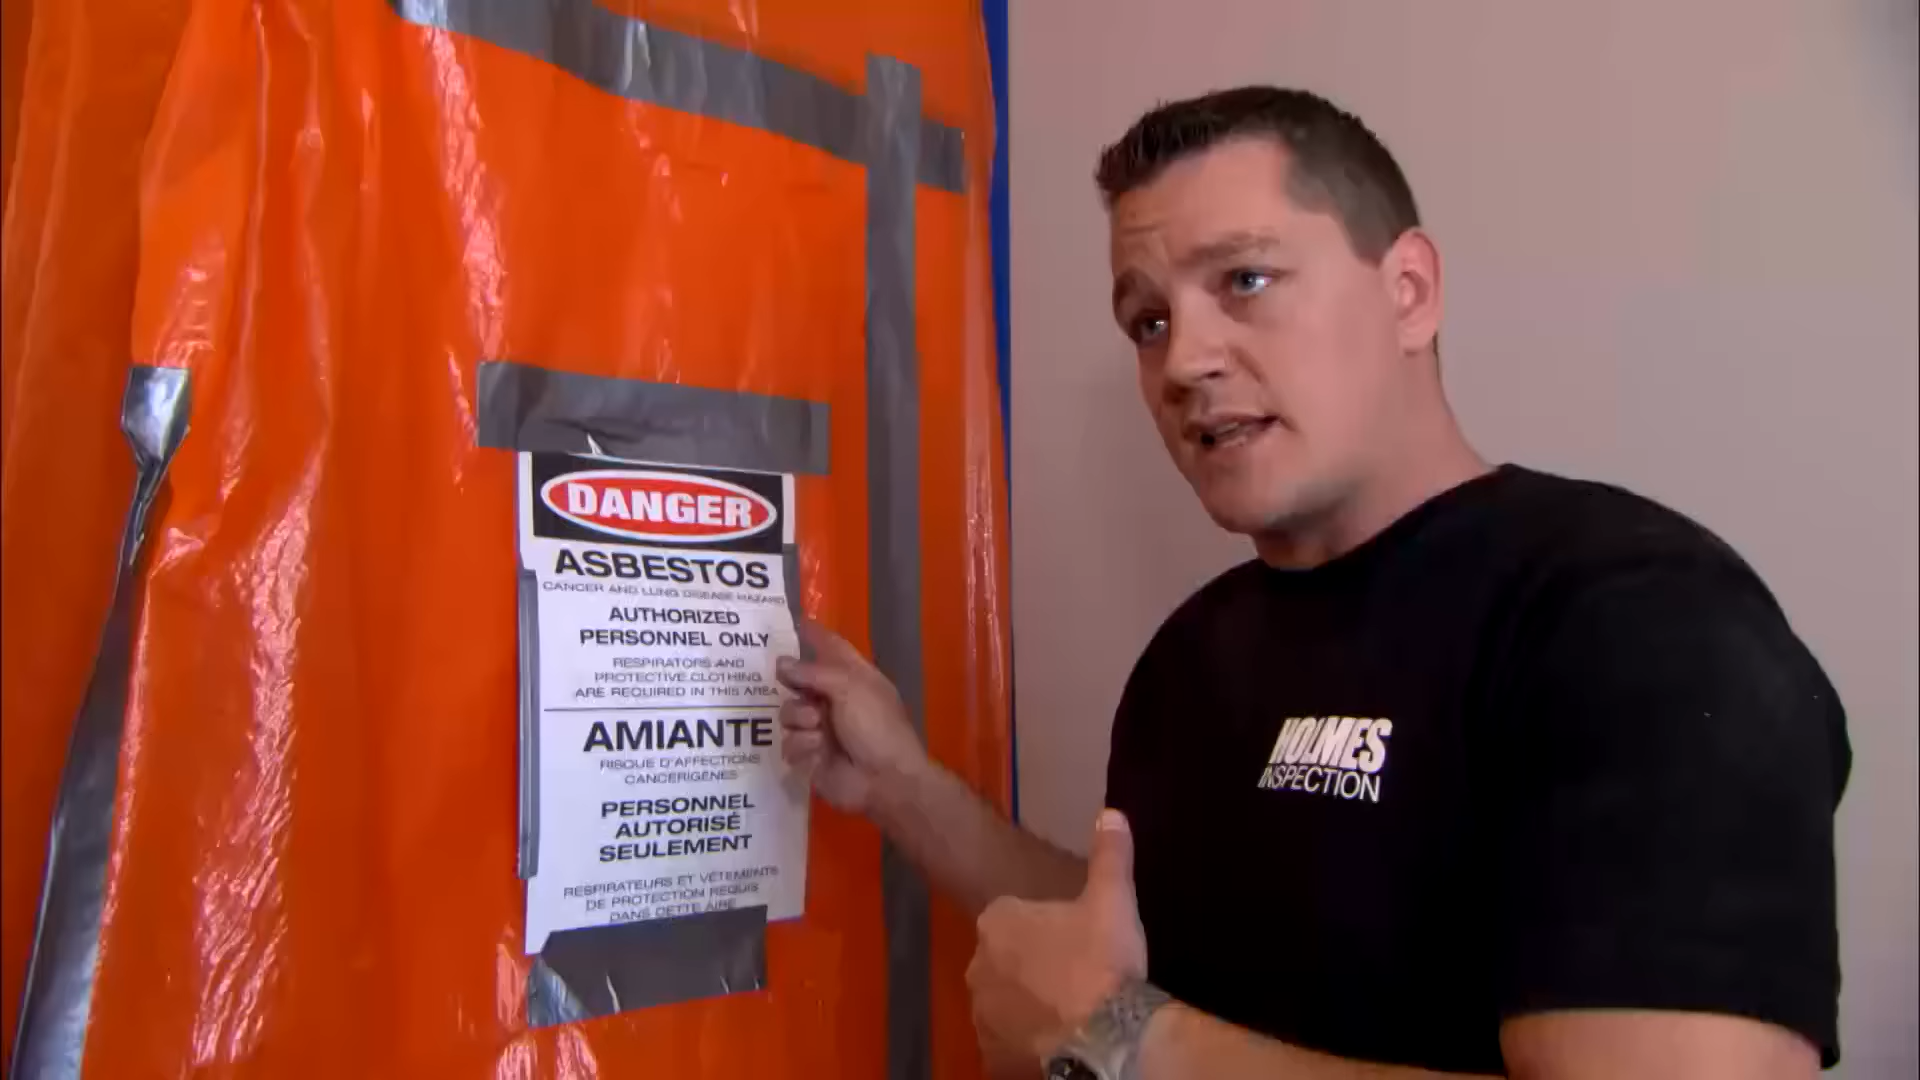 DANGER
ASBESTOS
CANCER AND LUNG DISEASE HAZARD
AUTHORIZED
PERSONNEL ONLY
RESPIRATORS AND
PROTECTIVE CLOTHING
ARE REQUIRED IN THIS AREA
AMIANTE
RISQUE D'AFFECTIONS
CANCERIGÈNES
PERSONNEL
AUTORISÉ
SEULEMENT
RESPIRATEURS ET VÊTEMENTS
DE PROTECTION REQUIS
DANS CETTE AIRE
HOLMES
INSPECTION